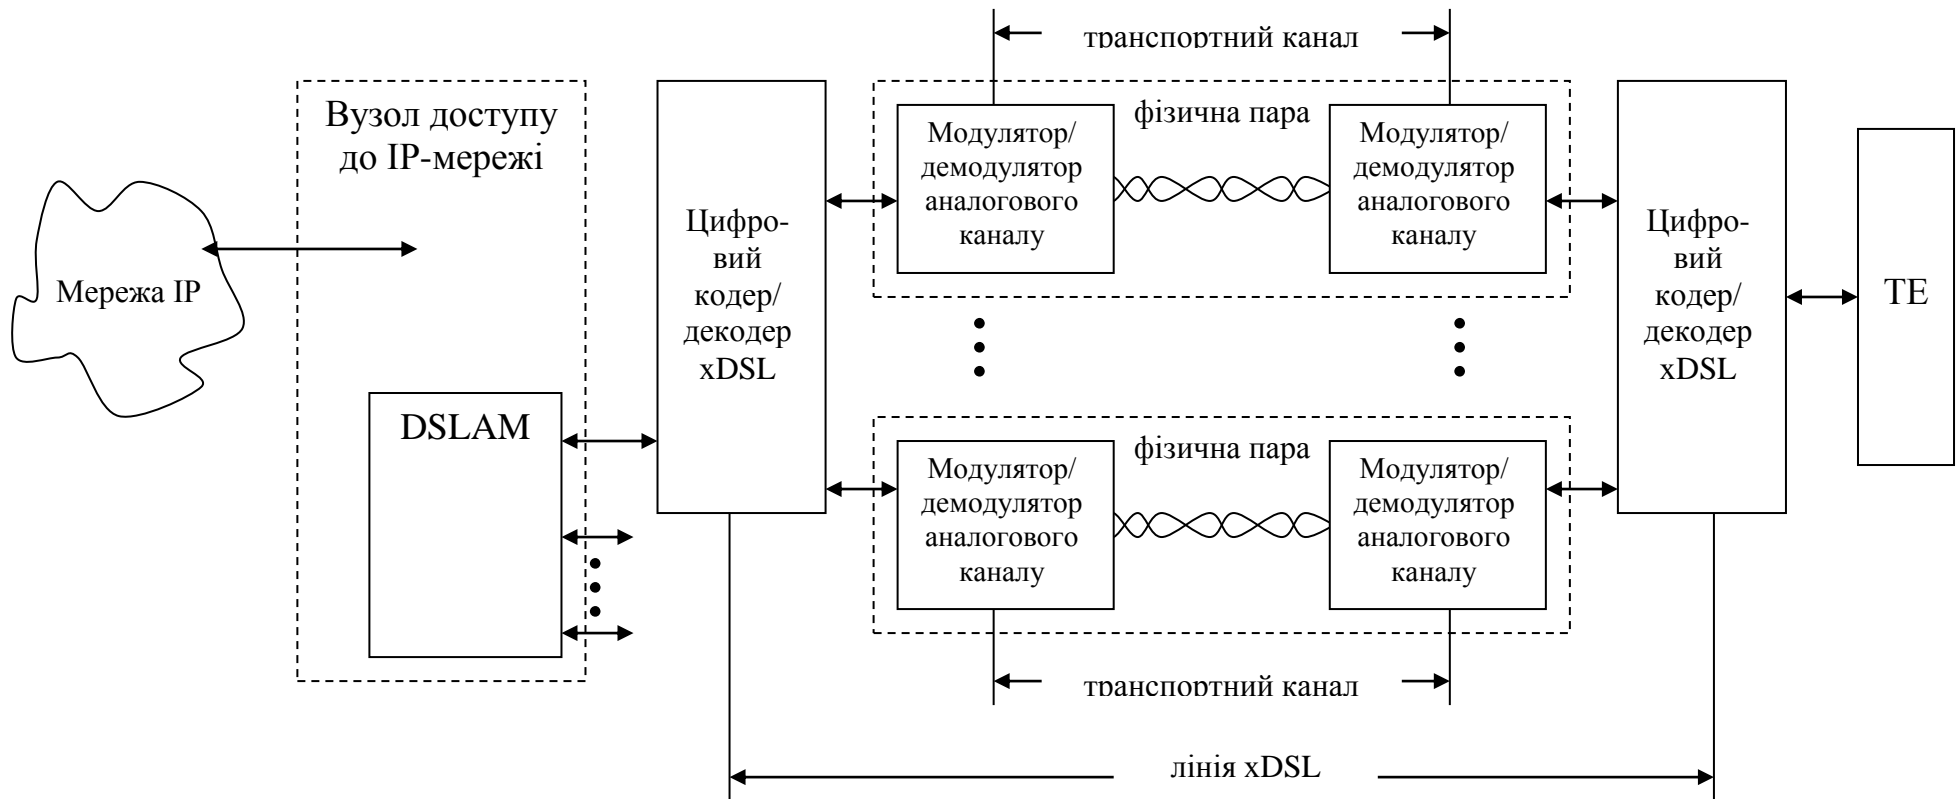 транспортний канал
Вузол доступу
до IP-мережі
фізична пара
Модулятор/
демодулятор
аналогового
каналу
Модулятор/
демодулятор
аналогового
каналу
Мережа IP
Цифро-
вий
кодер/
декодер
xDSL
Цифро-
вий
кодер/
декодер
xDSL
TE
DSLAM
фізична пара
Модулятор/
демодулятор
аналогового
каналу
Модулятор/
демодулятор
аналогового
каналу
транспортний канал
лінія xDSL